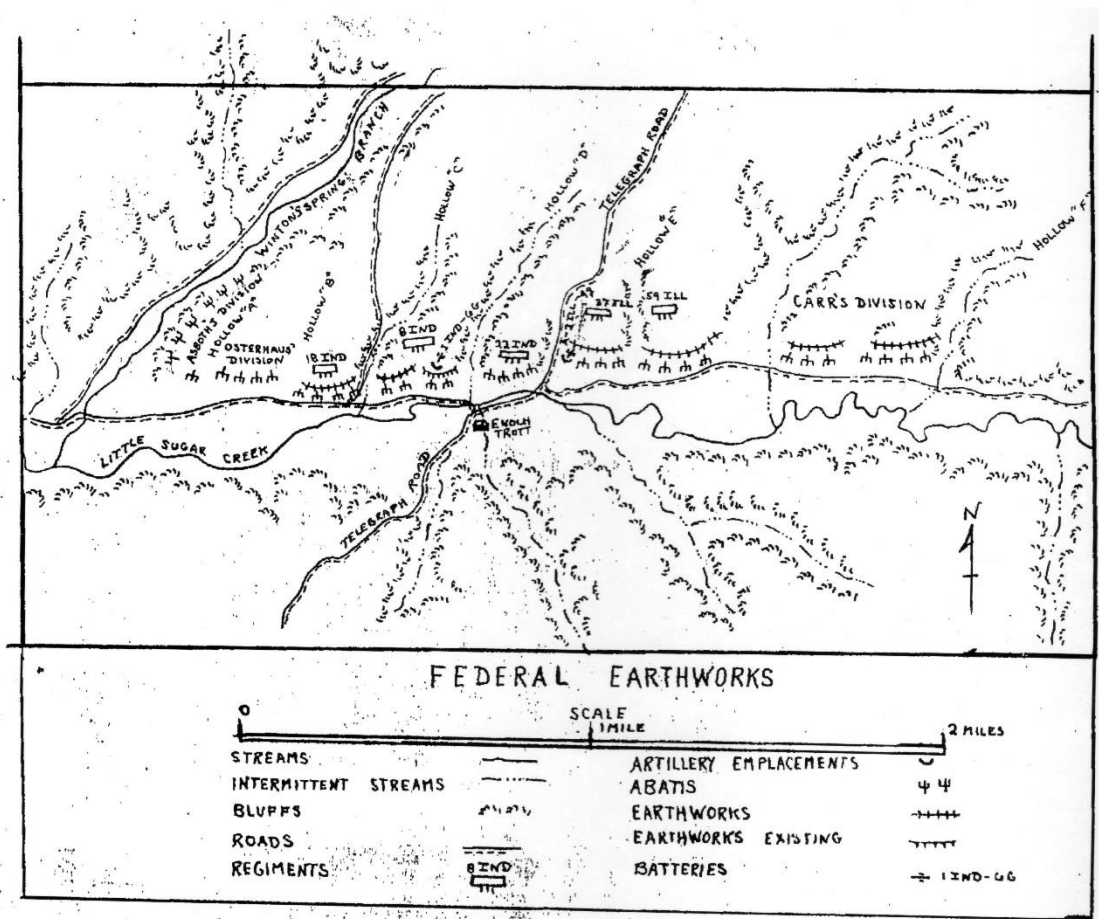 BRANCH
WINTON'S SPRING
HOLLOW "C"
HOLLOW "D"
TELEGRAPH ROAD
HOLLOW "E"
HOLLOW "F"
ASBOTH'S DIVISION
HOLLOW "A"
HOLLOW "B"
OSTERHAUS'
DIVISION
18 IND
8 IND
22 IND
37 ILL
59 ILL
CARR'S DIVISION
ENOCH
TROTT
LITTLE SUGAR CREEK
TELEGRAPH ROAD
N
FEDERAL EARTHWORKS
0
SCALE
1 MILE
2 MILES
STREAMS
INTERMITTENT STREAMS
BLUFFS
ROADS
REGIMENTS
8 IND
ARTILLERY EMPLACEMENTS
ABATIS
EARTHWORKS
EARTHWORKS EXISTING
BATTERIES
1 IND-GG